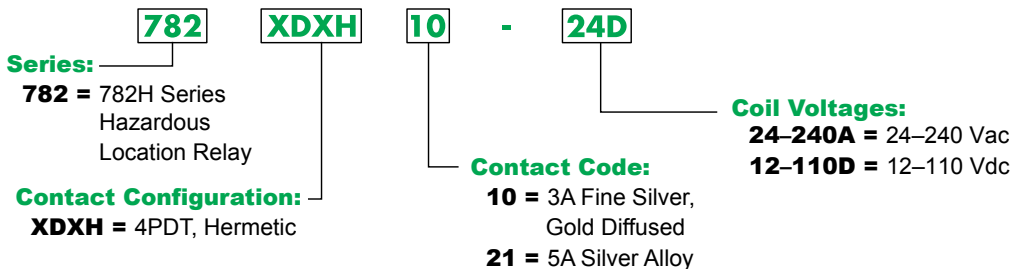 782 XDXH 10 - 24D
Series:
782 = 782H Series
Hazardous
Location Relay
Contact Configuration:
XDXH = 4PDT, Hermetic
Contact Code:
10 = 3A Fine Silver,
Gold Diffused
21 = 5A Silver Alloy
Coil Voltages:
24–240A = 24–240 Vac
12–110D = 12–110 Vdc